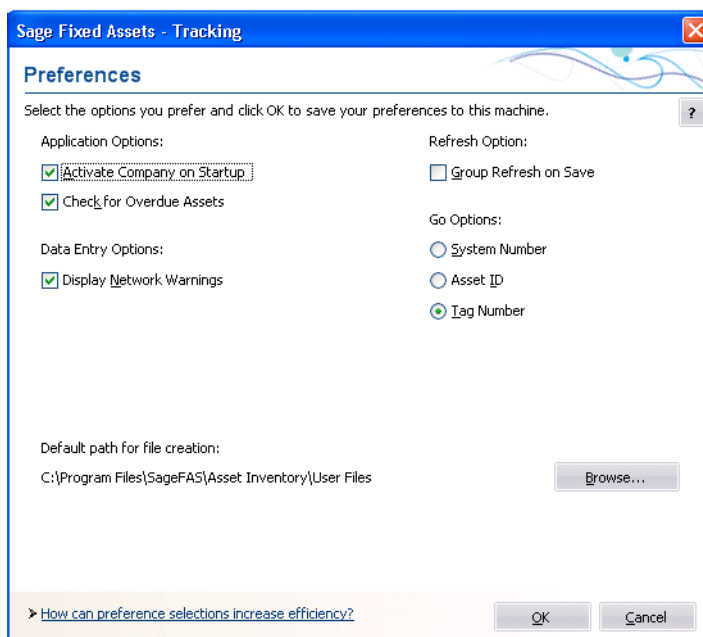 Sage Fixed Assets - Tracking
Preferences
Select the options you prefer and click OK to save your preferences to this machine.
?
Application Options:
Activate Company on Startup
Check for Overdue Assets
Data Entry Options:
Display Network Warnings
Refresh Option:
Group Refresh on Save
Go Options:
System Number
Asset ID
Tag Number
Default path for file creation:
C:\Program Files\SageFAS\Asset Inventory\User Files
Browse...
How can preference selections increase efficiency?
OK
Cancel